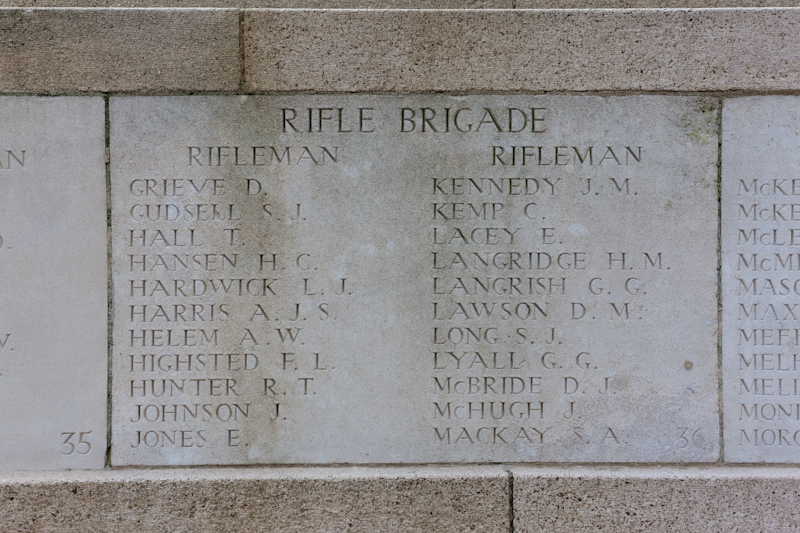 RIFLE BRIGADE
RIFLEMAN
GRIEVE D.
GUDSELL S. J.
HALL T.
HANSEN H. C.
HARDWICK L. J.
HARRIS A. J. S.
HELEM A. W.
HIGHSTED F. L.
HUNTER R. T.
JOHNSON J.
JONES E.
35
RIFLEMAN
KENNEDY J. M.
KEMP C.
LACEY E.
LANGRIDGE H. M.
LANGRISH G. G.
LAWSON D. M.
LONG S. J.
LYALL G. G.
McBRIDE D. J.
McHUGH J.
MACKAY S. A.
36